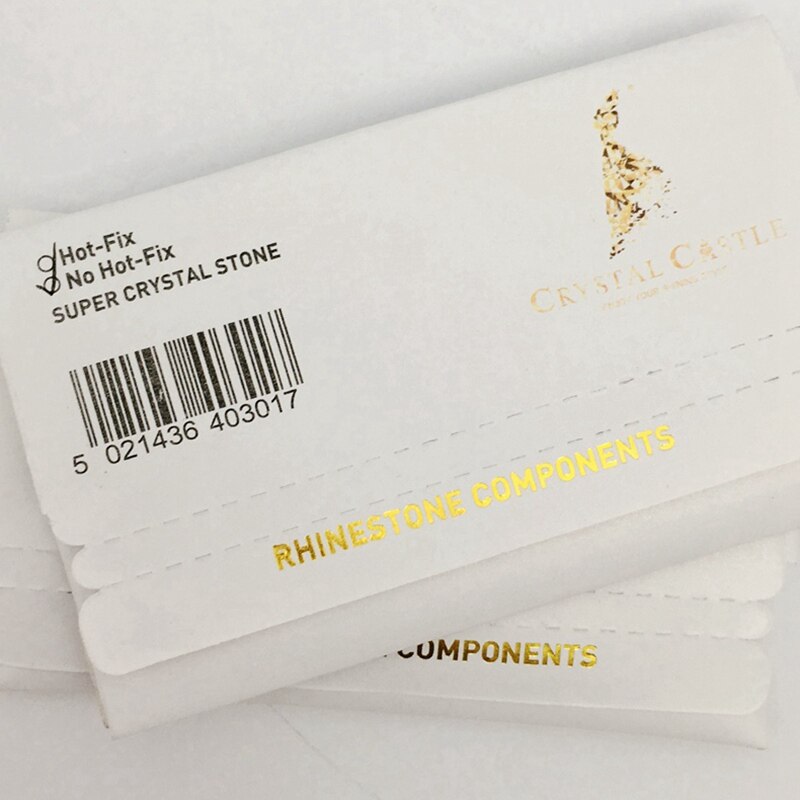 Hot-Fix
No Hot-Fix
SUPER CRYSTAL STONE
5 021436 403017
CRYSTAL CASTLE
RHINESTONE COMPONENTS
COMPONENTS